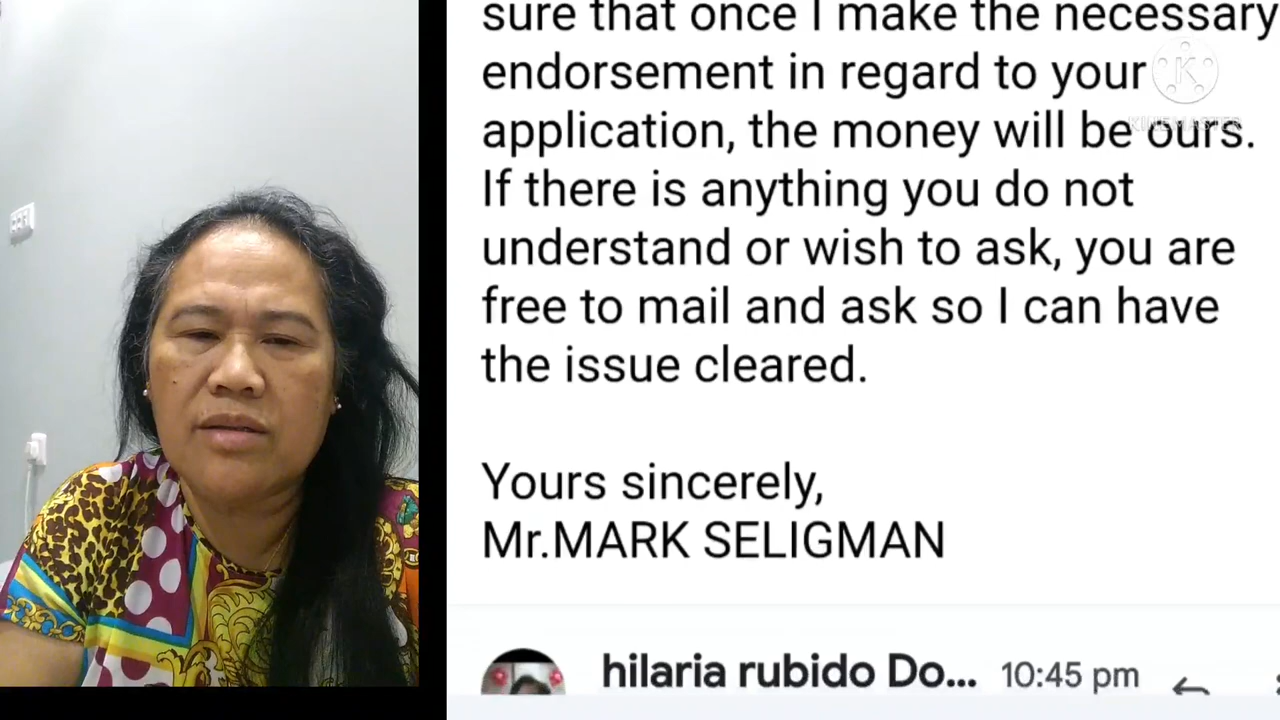 sure that once I make the necessary
endorsement in regard to your
application, the money will be ours.
If there is anything you do not
understand or wish to ask, you are
free to mail and ask so I can have
the issue cleared.
Yours sincerely,
Mr.MARK SELIGMAN
hilaria rubido Do... 10:45 pm
K
KINEMASTER